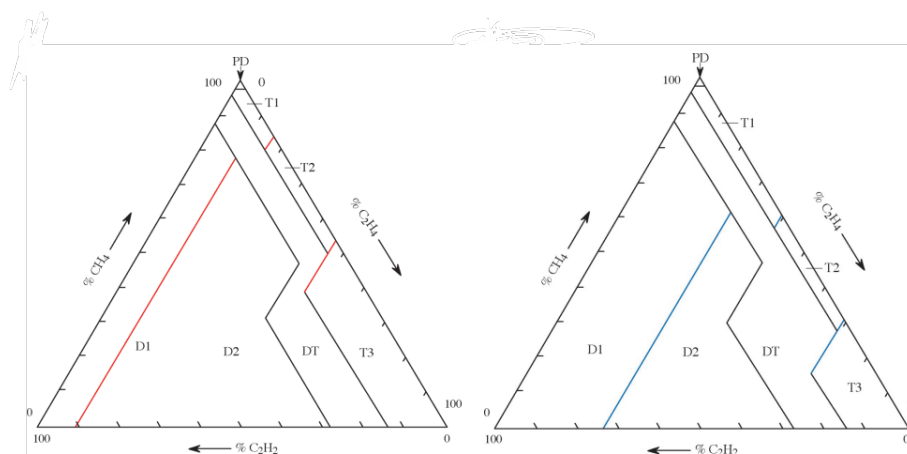 PD
100 0
T1
T2
% CH4
% C2H4
D1 D2 DT T3
0 100
100 0
% C2H2
PD
100
T1
% CH4
% C2H4
T2
D1 D2 DT T3
0
100
% C2H2